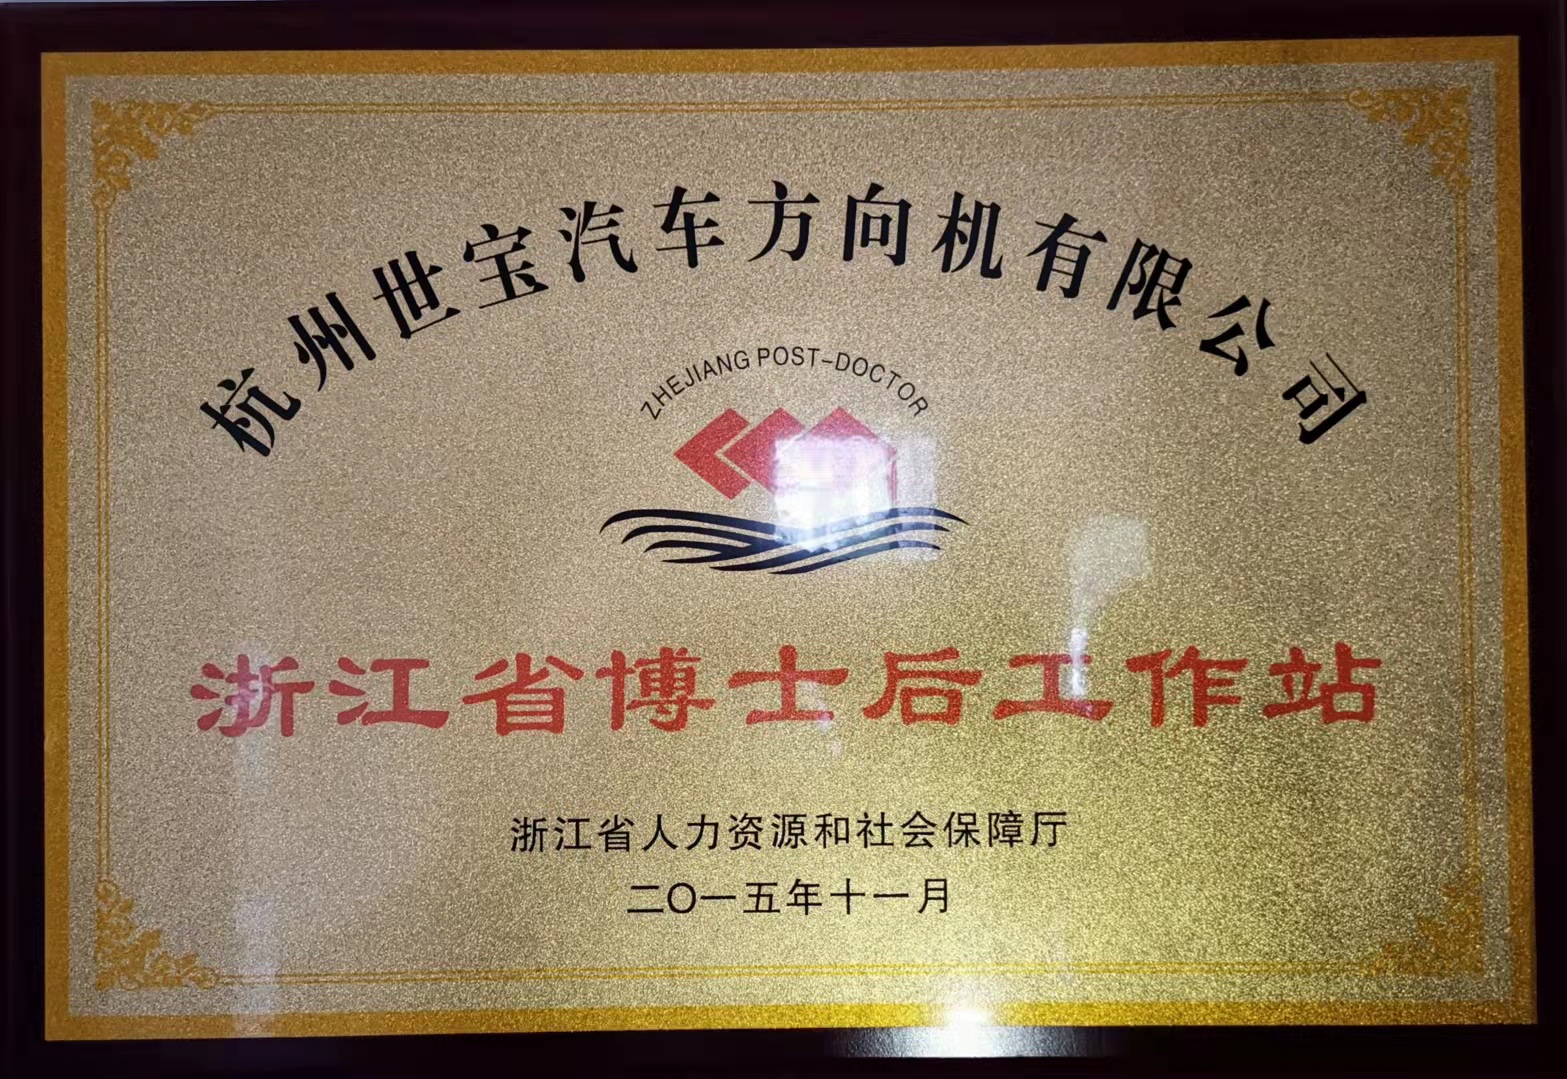 杭州世宝汽车方向机有限公司
ZHEJIANG POST-DOCTOR
浙江省博士后工作站
浙江省人力资源和社会保障厅
二〇一五年十一月